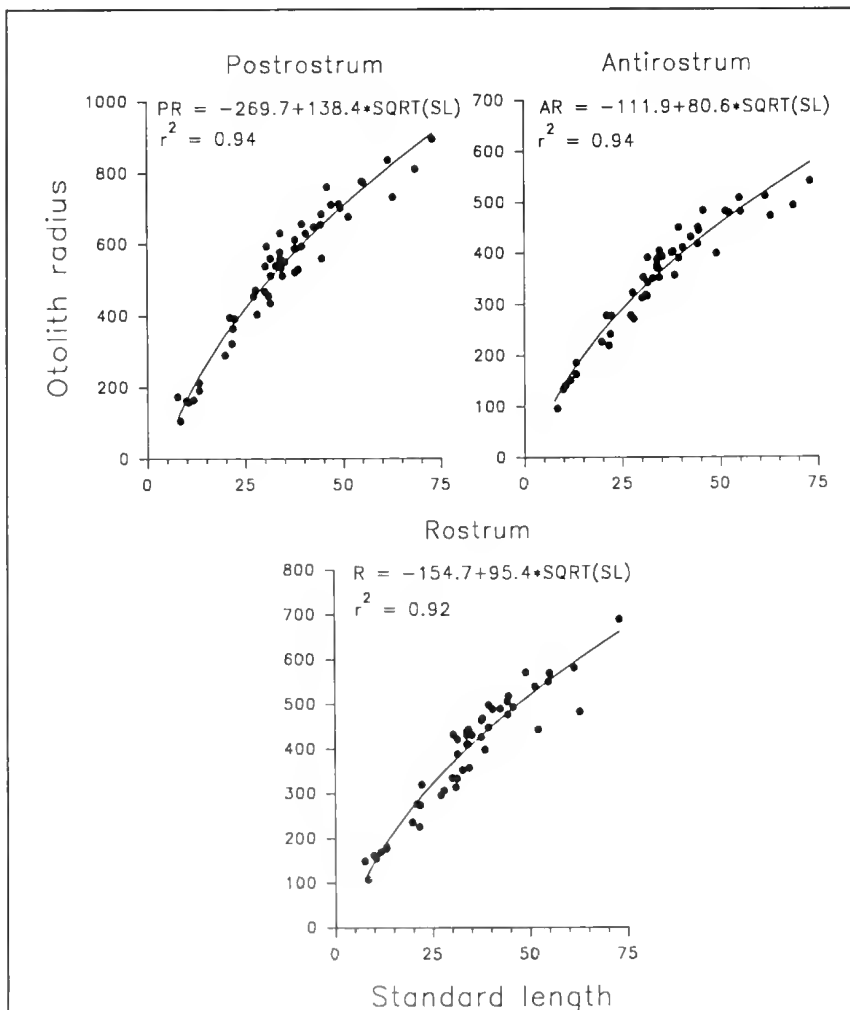 Postrostrum
PR = -269.7+138.4*SQRT(SL)
r² = 0.94
1000
800
600
400
200
0
0 25 50 75
Otolith radius
Antirostrum
AR = -111.9+80.6*SQRT(SL)
r² = 0.94
700
600
500
400
300
200
100
0
0 25 50 75
Rostrum
R = -154.7+95.4*SQRT(SL)
r² = 0.92
800
700
600
500
400
300
200
100
0
0 25 50 75
Standard length